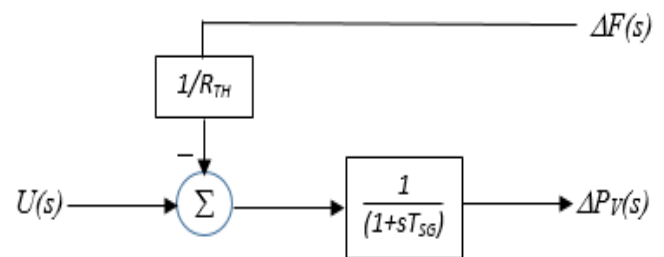 ΔF(s)
1/R_TH
−
U(s)
Σ
1
(1+sT_SG)
ΔP_V(s)